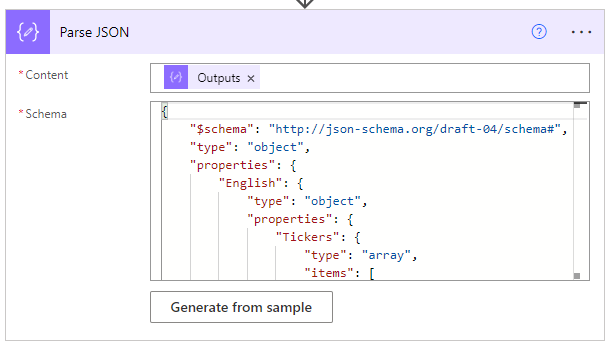 Parse JSON
?
...
*Content
Outputs ×
*Schema
{
"$schema": "http://json-schema.org/draft-04/schema#",
"type": "object",
"properties": {
"English": {
"type": "object",
"properties": {
"Tickers": {
"type": "array",
"items": [
Generate from sample